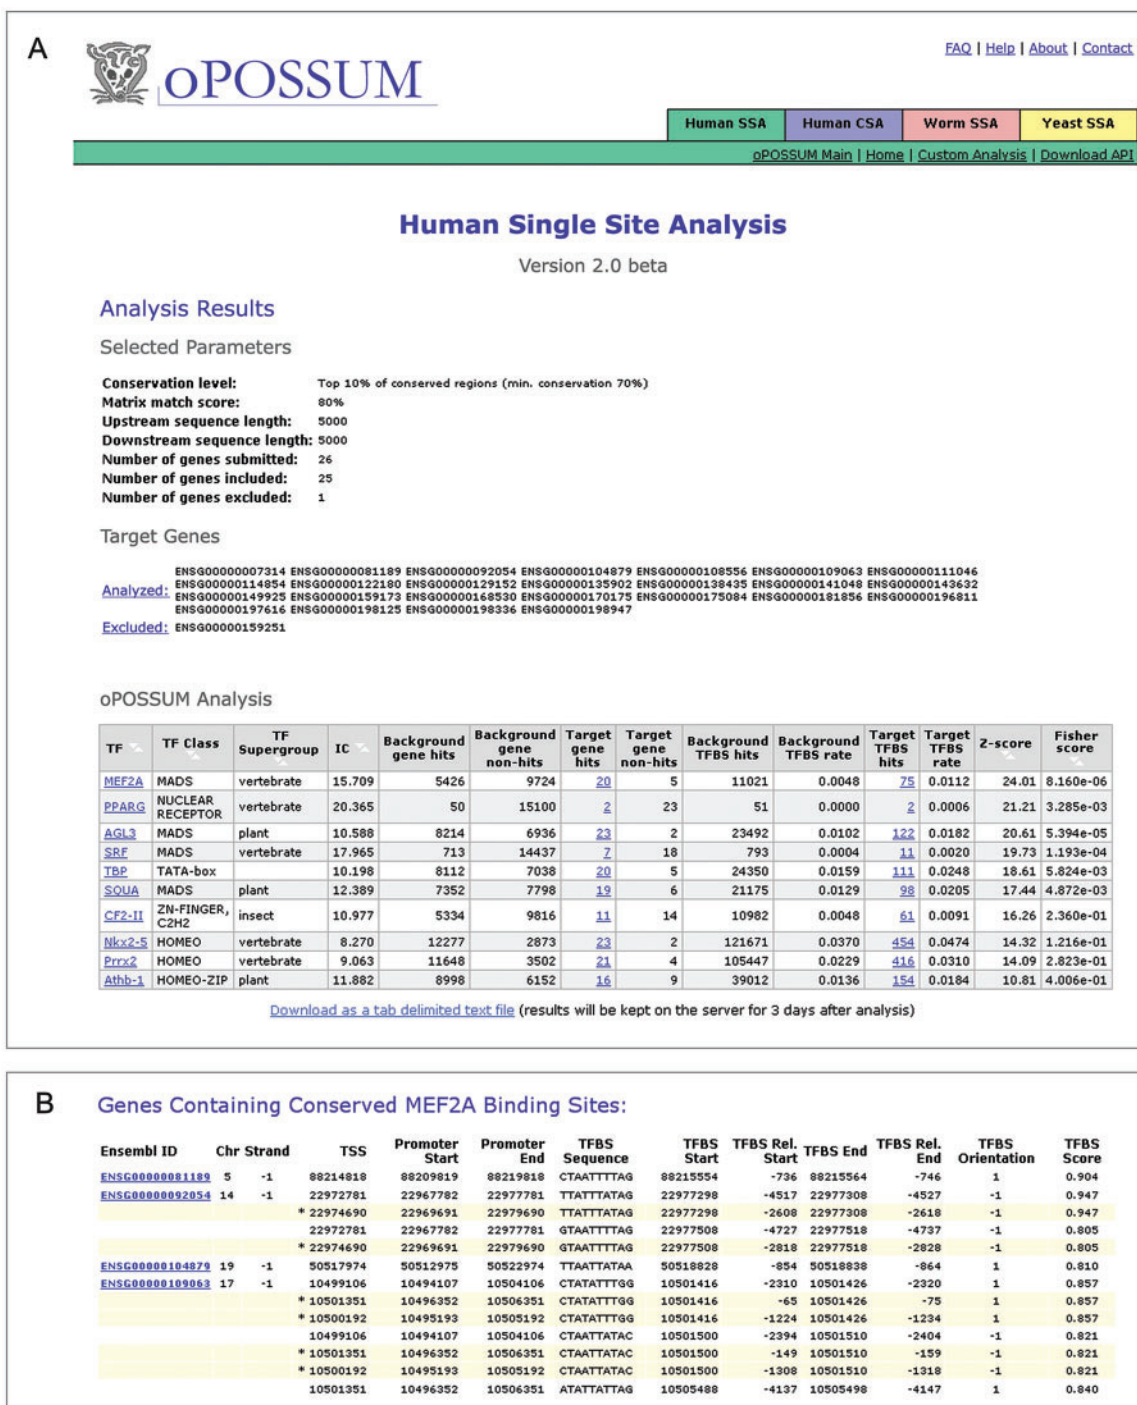 A
oPOSSUM
FAQ | Help | About | Contact
Human SSA Human CSA Worm SSA Yeast SSA
oPOSSUM Main | Home | Custom Analysis | Download API
Human Single Site Analysis
Version 2.0 beta
Analysis Results
Selected Parameters
Conservation level: Top 10% of conserved regions (min. conservation 70%)
Matrix match score: 80%
Upstream sequence length: 5000
Downstream sequence length: 5000
Number of genes submitted: 26
Number of genes included: 25
Number of genes excluded: 1
Target Genes
ENSG00000007314 ENSG00000081189 ENSG00000092054 ENSG00000104879 ENSG00000108556 ENSG00000109063 ENSG00000111046
Analyzed: ENSG00000114854 ENSG00000122180 ENSG00000129152 ENSG00000135902 ENSG00000138435 ENSG00000141048 ENSG00000143632
ENSG00000149925 ENSG00000159173 ENSG00000168530 ENSG00000170175 ENSG00000175084 ENSG00000181856 ENSG00000196811
ENSG00000197616 ENSG00000198125 ENSG00000198336 ENSG00000198947
Excluded: ENSG00000159251
oPOSSUM Analysis
TF TF Class TF Supergroup IC Background gene hits Background gene non-hits Target gene hits Target gene non-hits Background TFBS hits Background TFBS rate Target TFBS hits Target TFBS rate Z-score Fisher score
MEF2A MADS vertebrate 15.709 5426 9724 20 5 11021 0.0048 75 0.0112 24.01 8.160e-06
PPARG NUCLEAR RECEPTOR vertebrate 20.365 50 15100 2 23 51 0.0000 2 0.0006 21.21 3.285e-03
AGL3 MADS plant 10.588 8214 6936 23 2 23492 0.0102 122 0.0182 20.61 5.394e-05
SRF MADS vertebrate 17.965 713 14437 7 18 793 0.0004 11 0.0020 19.73 1.193e-04
TBP TATA-box 10.198 8112 7038 20 5 24350 0.0159 111 0.0248 18.61 5.824e-03
SQUA MADS plant 12.389 7352 7798 19 6 21175 0.0129 98 0.0205 17.44 4.872e-03
CF2-II ZN-FINGER, C2H2 insect 10.977 5334 9816 11 14 10982 0.0048 61 0.0091 16.26 2.360e-01
Nkx2-5 HOMEO vertebrate 8.270 12277 2873 23 2 121671 0.0370 454 0.0474 14.32 1.216e-01
Prrx2 HOMEO vertebrate 9.063 11648 3502 21 4 105447 0.0229 416 0.0310 14.09 2.823e-01
Athb-1 HOMEO-ZIP plant 11.882 8998 6152 16 9 39012 0.0136 154 0.0184 10.81 4.006e-01
Download as a tab delimited text file (results will be kept on the server for 3 days after analysis)
B
Genes Containing Conserved MEF2A Binding Sites:
Ensembl ID Chr Strand TSS Promoter Start Promoter End TFBS Sequence TFBS Start TFBS Rel. Start TFBS End TFBS Rel. End TFBS Orientation TFBS Score
ENSG00000081189 5 -1 88214818 88209819 88219818 CTAATTTTAG 88215554 -736 88215564 -746 1 0.904
ENSG00000092054 14 -1 22972781 22967782 22977781 TTATTTATAG 22977298 -4517 22977308 -4527 -1 0.947
* 22974690 22969691 22979690 TTATTTATAG 22977298 -2608 22977308 -2618 -1 0.947
22972781 22967782 22977781 GTAATTTTAG 22977508 -4727 22977518 -4737 -1 0.805
* 22974690 22969691 22979690 GTAATTTTAG 22977508 -2818 22977518 -2828 -1 0.805
ENSG00000104879 19 -1 50517974 50512975 50522974 TTAATTATAA 50518828 -854 50518838 -864 1 0.810
ENSG00000109063 17 -1 10499106 10494107 10504106 CTATATTTGG 10501416 -2310 10501426 -2320 1 0.857
* 10501351 10496352 10506351 CTATATTTGG 10501416 -65 10501426 -75 1 0.857
* 10500192 10495193 10505192 CTATATTTGG 10501416 -1224 10501426 -1234 1 0.857
10499106 10494107 10504106 CTAATTATAC 10501500 -2394 10501510 -2404 -1 0.821
* 10501351 10496352 10506351 CTAATTATAC 10501500 -149 10501510 -159 -1 0.821
* 10500192 10495193 10505192 CTAATTATAC 10501500 -1308 10501510 -1318 -1 0.821
10501351 10496352 10506351 ATATTATTAG 10505488 -4137 10505498 -4147 1 0.840